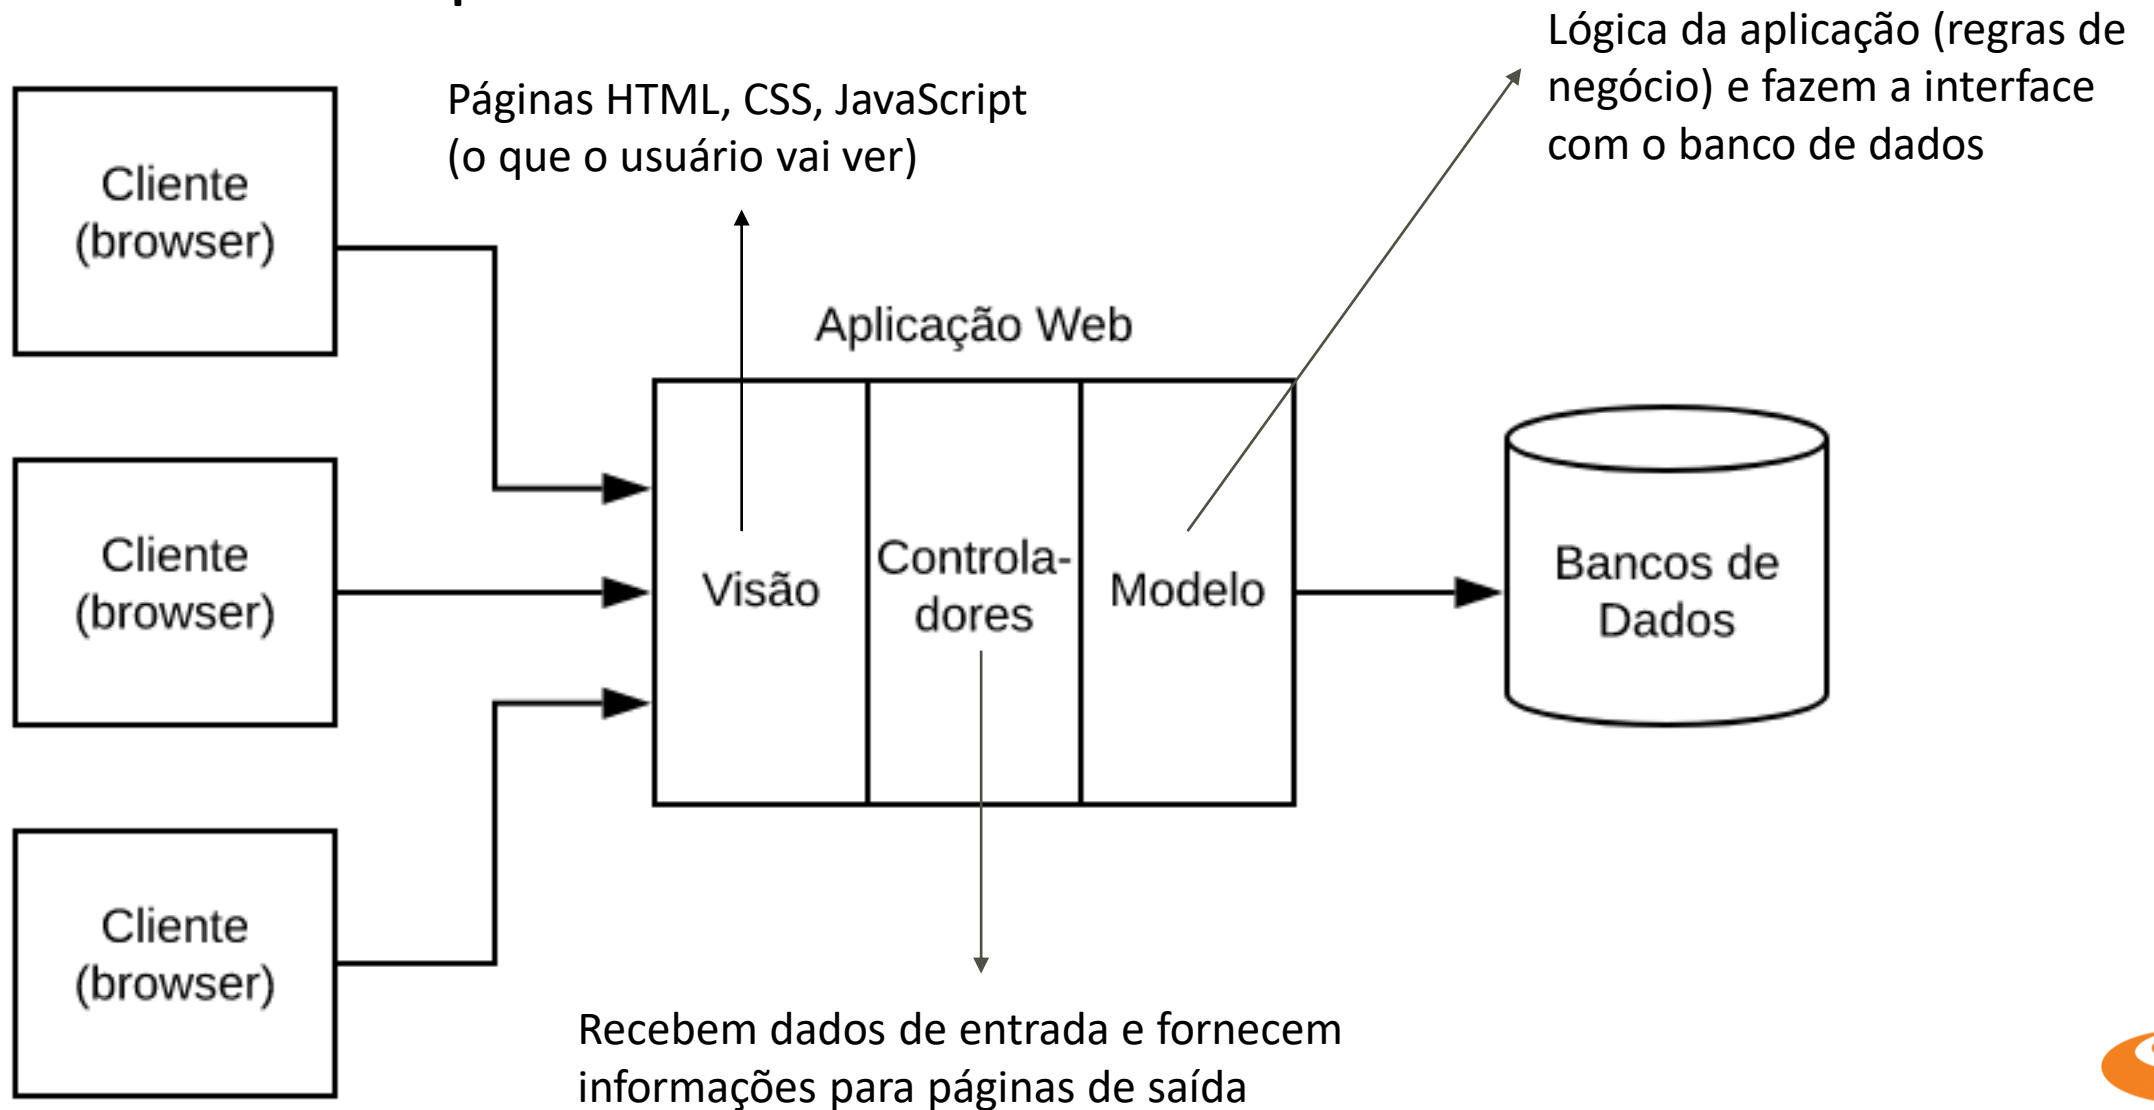 Lógica da aplicação (regras de
negócio) e fazem a interface
com o banco de dados
Páginas HTML, CSS, JavaScript
(o que o usuário vai ver)
Cliente
(browser)
Aplicação Web
Cliente
(browser)
Visão
Controla-
dores
Modelo
Bancos de
Dados
Cliente
(browser)
Recebem dados de entrada e fornecem
informações para páginas de saída